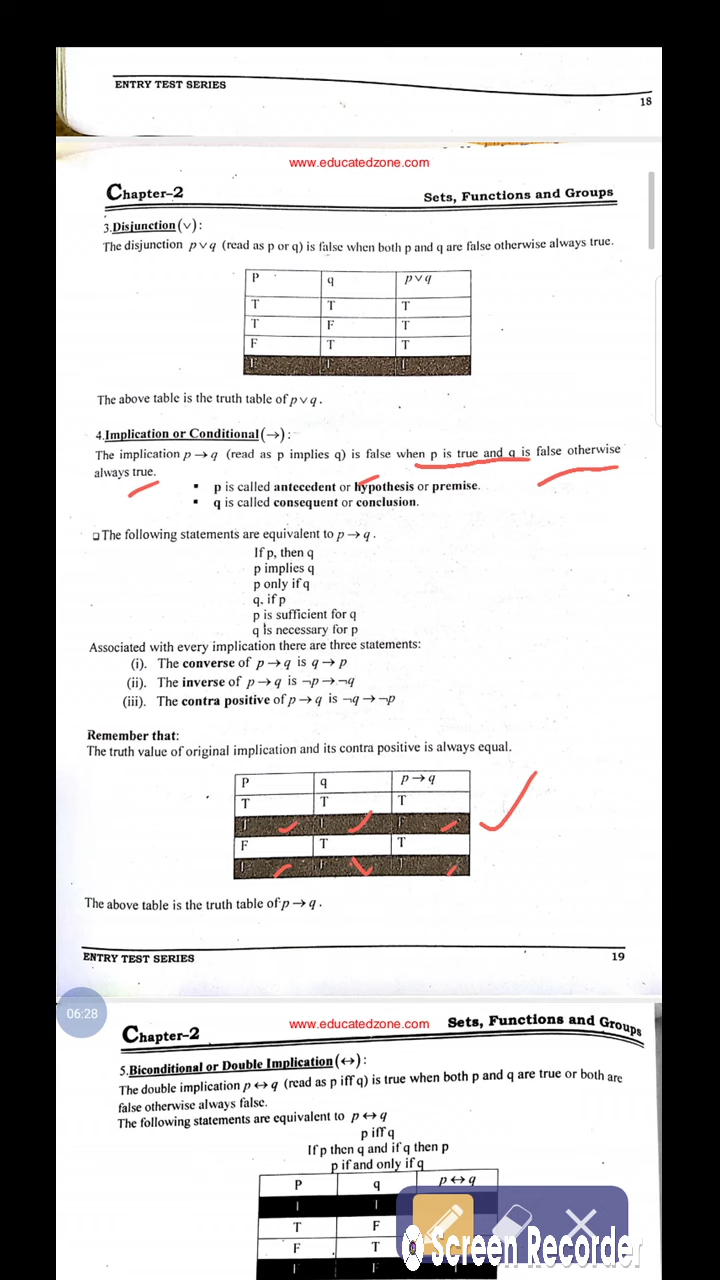 ENTRY TEST SERIES
18
www.educatedzone.com
Chapter-2 Sets, Functions and Groups
3.Disjunction(∨):
The disjunction p∨q (read as p or q) is false when both p and q are false otherwise always true.
P q p∨q
T T T
T F T
F T T
The above table is the truth table of p∨q.
4.Implication or Conditional(→):
The implication p→q (read as p implies q) is false when p is true and q is false otherwise
always true.
▪ p is called antecedent or hypothesis or premise.
▪ q is called consequent or conclusion.
❑The following statements are equivalent to p→q.
If p, then q
p implies q
p only if q
q, if p
p is sufficient for q
q is necessary for p
Associated with every implication there are three statements:
(i). The converse of p→q is q→p
(ii). The inverse of p→q is ¬p→¬q
(iii). The contra positive of p→q is ¬q→¬p
Remember that:
The truth value of original implication and its contra positive is always equal.
P q p→q
T T T
F
F T T
The above table is the truth table of p→q.
ENTRY TEST SERIES 19
06:28
www.educatedzone.com
Chapter-2 Sets, Functions and Groups
5.Biconditional or Double Implication(↔):
The double implication p↔q (read as p iff q) is true when both p and q are true or both are
false otherwise always false.
The following statements are equivalent to p↔q
p iff q
If p then q and if q then p
p if and only if q
P q p↔q
T F
F T
Screen Recorder